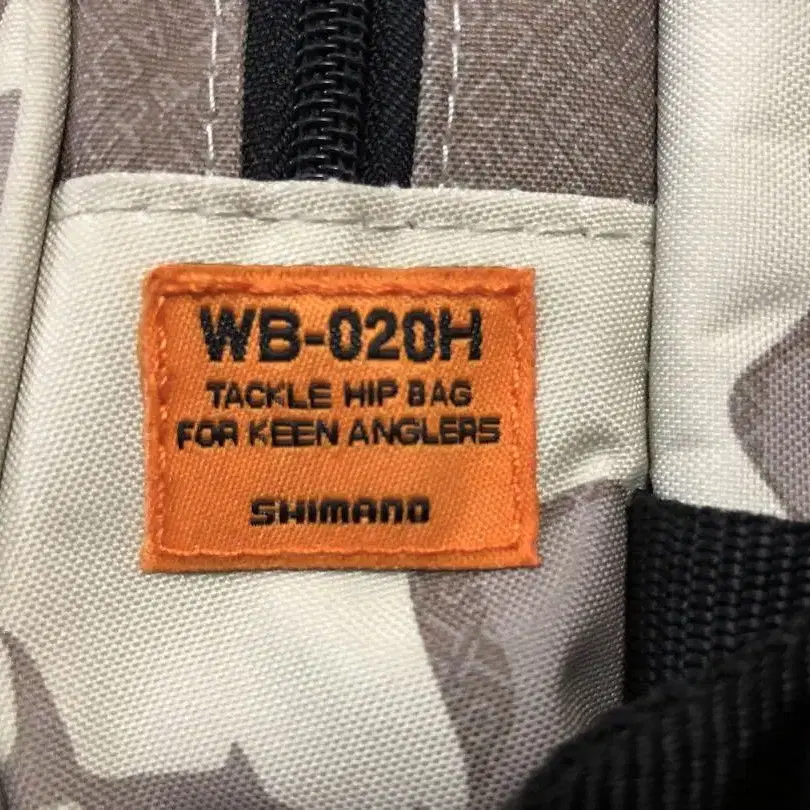 WB-020H
TACKLE HIP BAG
FOR KEEN ANGLERS
SHIMANO